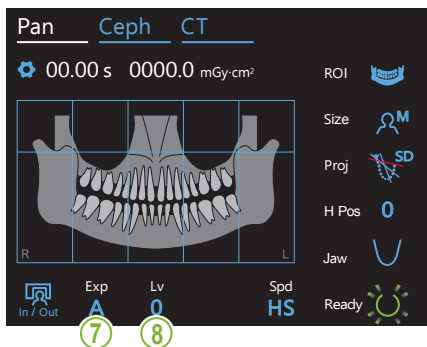 Pan Ceph CT
00.00 s 0000.0 mGy·cm²
ROI
Size M
Proj SD
H Pos 0
R L
Jaw
Exp Lv Spd
In / Out A 0 HS
Ready
7 8